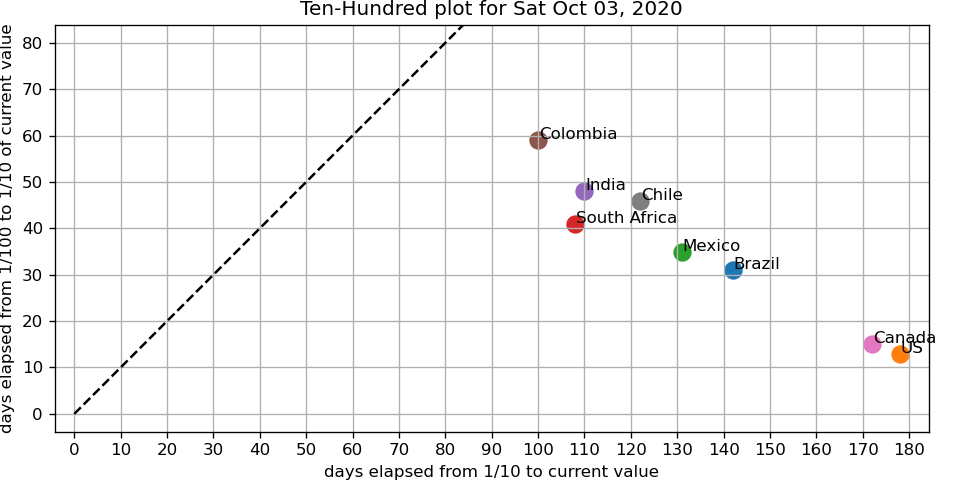 Ten-Hundred plot for Sat Oct 03, 2020
days elapsed from 1/100 to 1/10 of current value
80
70
60
50
40
30
20
10
0
Colombia
India
Chile
South Africa
Mexico
Brazil
Canada
US
0 10 20 30 40 50 60 70 80 90 100 110 120 130 140 150 160 170 180
days elapsed from 1/10 to current value